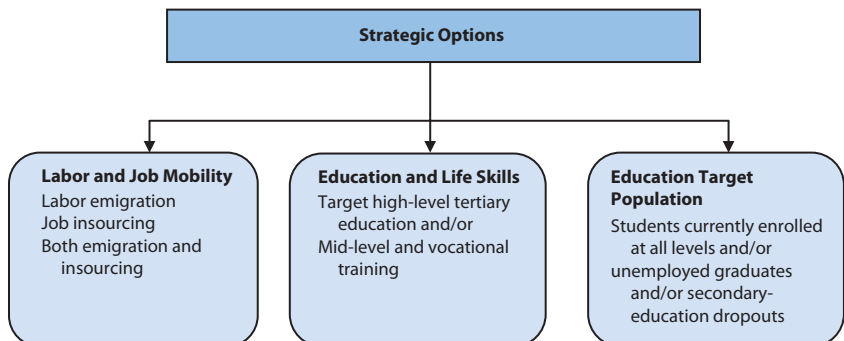 Strategic Options
Labor and Job Mobility
Labor emigration
Job insourcing
Both emigration and
insourcing
Education and Life Skills
Target high-level tertiary
education and/or
Mid-level and vocational
training
Education Target
Population
Students currently enrolled
at all levels and/or
unemployed graduates
and/or secondary-
education dropouts